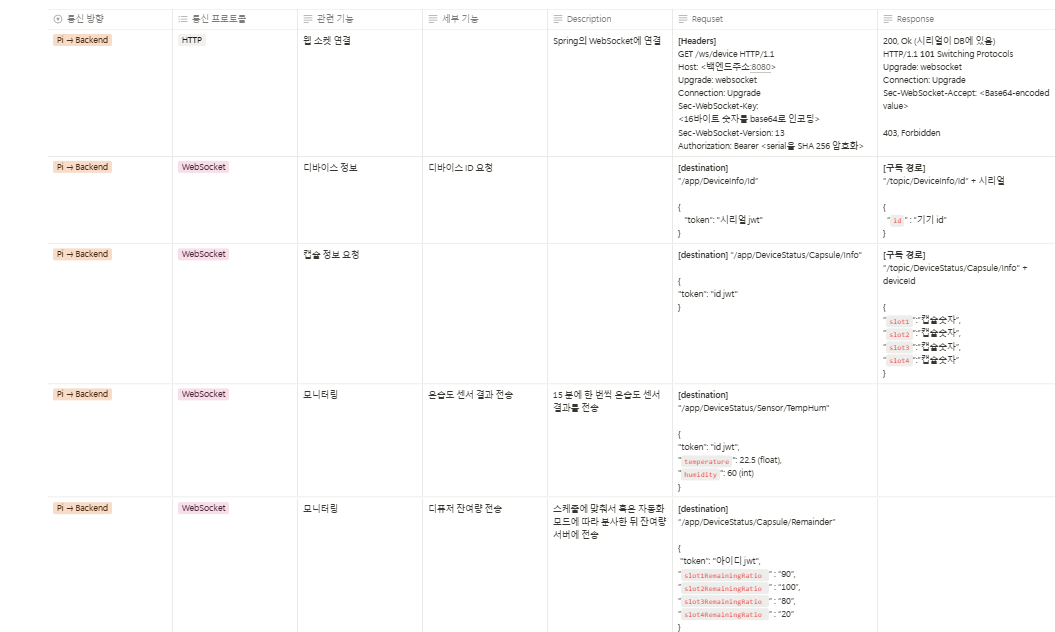 통신 방향
통신 프로토콜
관련 기능
세부 기능
Description
Requset
Response
Pi → Backend
HTTP
웹 소켓 연결
Spring의 WebSocket에 연결
[Headers]
GET /ws/device HTTP/1.1
Host: <백엔드주소:8080>
Upgrade: websocket
Connection: Upgrade
Sec-WebSocket-Key:
<16바이트 숫자를 base64로 인코딩>
Sec-WebSocket-Version: 13
Authorization: Bearer <serial을 SHA 256 암호화>
200, Ok (시리얼이 DB에 있음)
HTTP/1.1 101 Switching Protocols
Upgrade: websocket
Connection: Upgrade
Sec-WebSocket-Accept: <Base64-encoded
value>
403, Forbidden
Pi → Backend
WebSocket
디바이스 정보
디바이스 ID 요청
[destination]
"/app/DeviceInfo/Id"
{
"token": "시리얼 jwt"
}
[구독 경로]
"/topic/DeviceInfo/Id" + 시리얼
{
"id" : "기기 id"
}
Pi → Backend
WebSocket
캡슐 정보 요청
[destination] "/app/DeviceStatus/Capsule/Info"
{
"token": "id jwt"
}
[구독 경로]
"/topic/DeviceStatus/Capsule/Info" +
deviceId
{
"slot1":"캡슐숫자",
"slot2":"캡슐숫자",
"slot3":"캡슐숫자",
"slot4":"캡슐숫자"
}
Pi → Backend
WebSocket
모니터링
온습도 센서 결과 전송
15 분에 한 번씩 온습도 센서
결과를 전송
[destination]
"/app/DeviceStatus/Sensor/TempHum"
{
"token": "id jwt",
"temperature": 22.5 (float),
"humidity": 60 (int)
}
Pi → Backend
WebSocket
모니터링
디퓨저 잔여량 전송
스케줄에 맞춰서 혹은 자동화
모드에 따라 분사한 뒤 잔여량
서버에 전송
[destination]
"/app/DeviceStatus/Capsule/Remainder"
{
"token": "아이디 jwt",
"slot1RemainingRatio" : "90",
"slot2RemainingRatio" : "100",
"slot3RemainingRatio" : "80",
"slot4RemainingRatio" : "20"
}